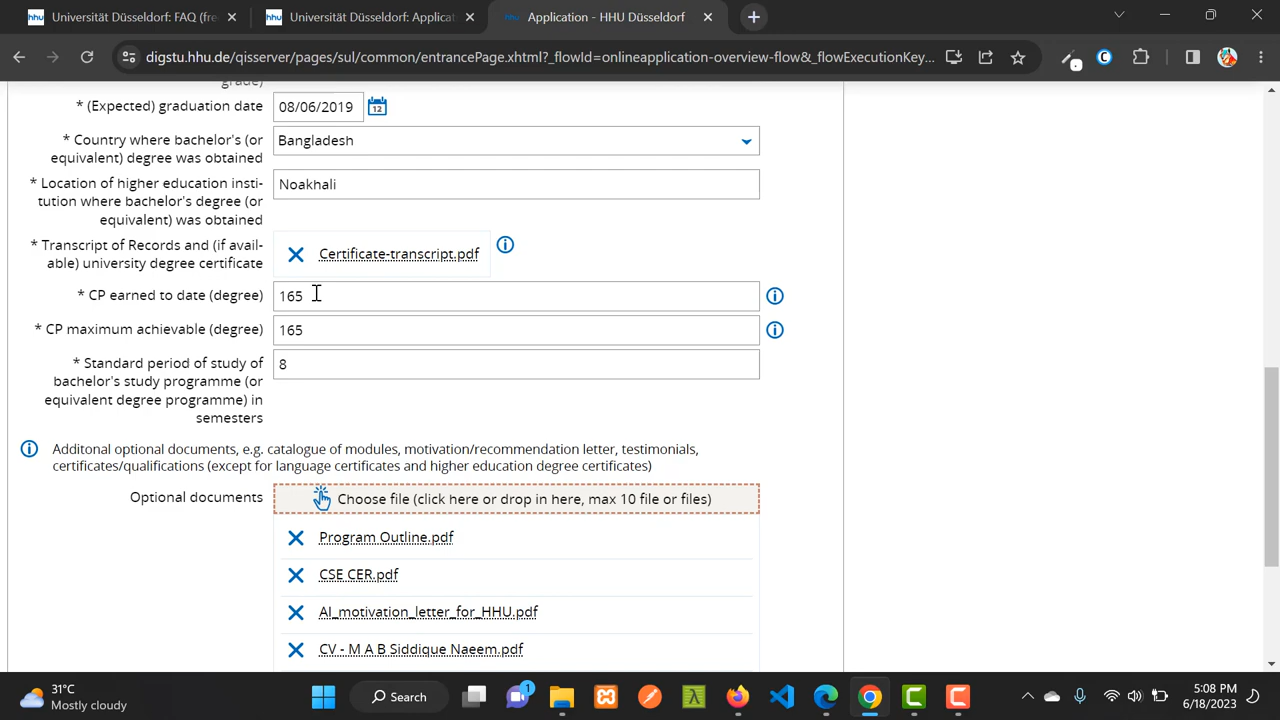 hhu Universität Düsseldorf: FAQ (fre
hhu Universität Düsseldorf: Applicat
hhu Application - HHU Düsseldorf
digstu.hhu.de/qisserver/pages/sul/common/entrancePage.xhtml?_flowId=onlineapplication-overview-flow&_flowExecutionKey...
grade)
* (Expected) graduation date
08/06/2019
12
* Country where bachelor's (or
equivalent) degree was obtained
Bangladesh
* Location of higher education insti-
tution where bachelor's degree (or
equivalent) was obtained
Noakhali
* Transcript of Records and (if avail-
able) university degree certificate
Certificate-transcript.pdf
* CP earned to date (degree)
165
* CP maximum achievable (degree)
165
* Standard period of study of
bachelor's study programme (or
equivalent degree programme) in
semesters
8
Additonal optional documents, e.g. catalogue of modules, motivation/recommendation letter, testimonials,
certificates/qualifications (except for language certificates and higher education degree certificates)
Optional documents
Choose file (click here or drop in here, max 10 file or files)
Program Outline.pdf
CSE CER.pdf
AI_motivation_letter_for_HHU.pdf
CV - M A B Siddique Naeem.pdf
31°C
Mostly cloudy
Search
1
5:08 PM
6/18/2023